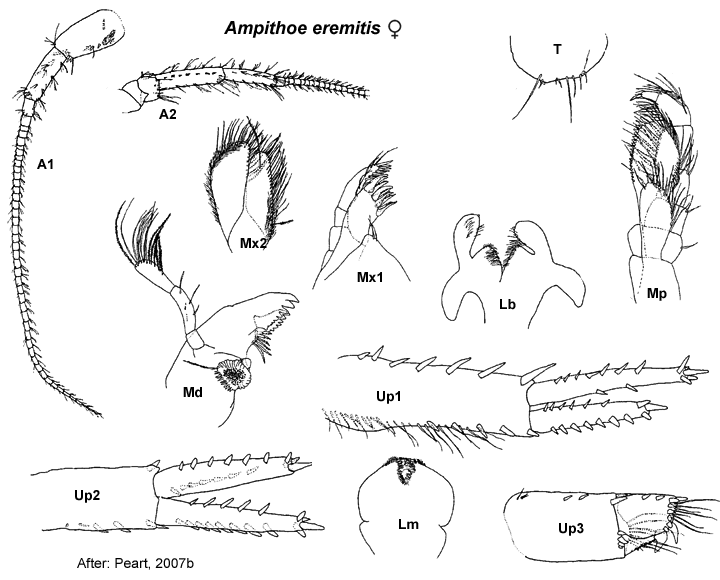 Ampithoe eremitis ♀
T
A2
A1
Mx2
Mx1
Lb
Mp
Md
Up1
Up2
Lm
Up3
After: Peart, 2007b